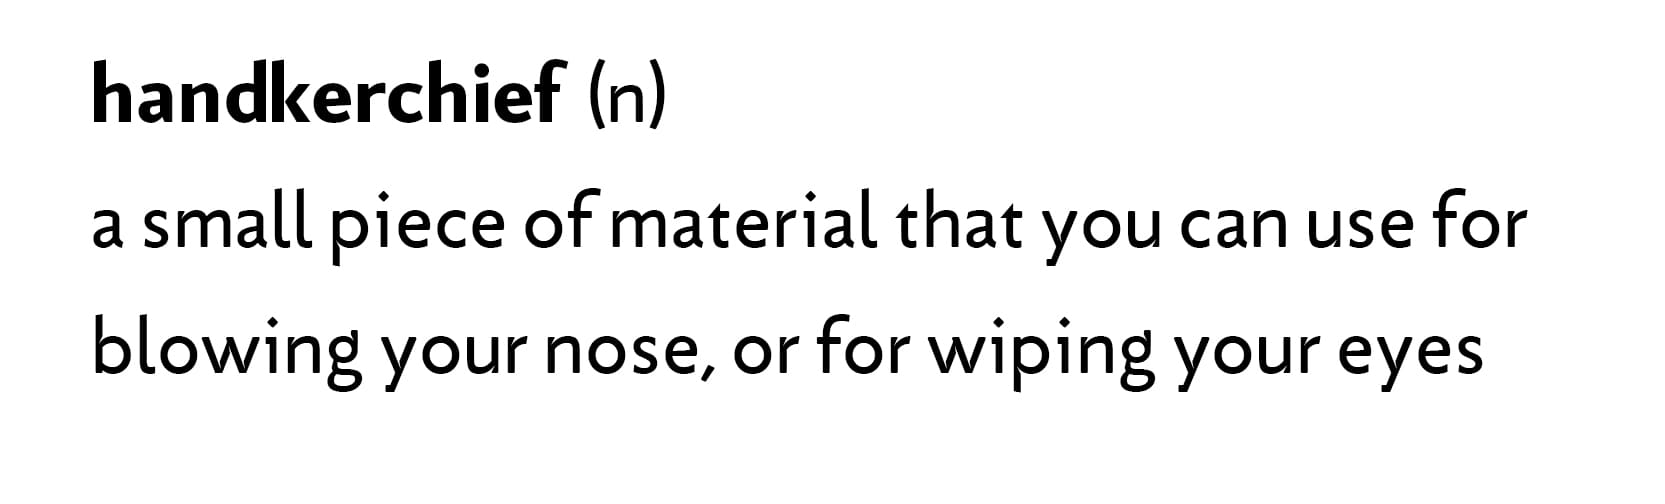 handkerchief (n)
a small piece of material that you can use for
blowing your nose, or for wiping your eyes